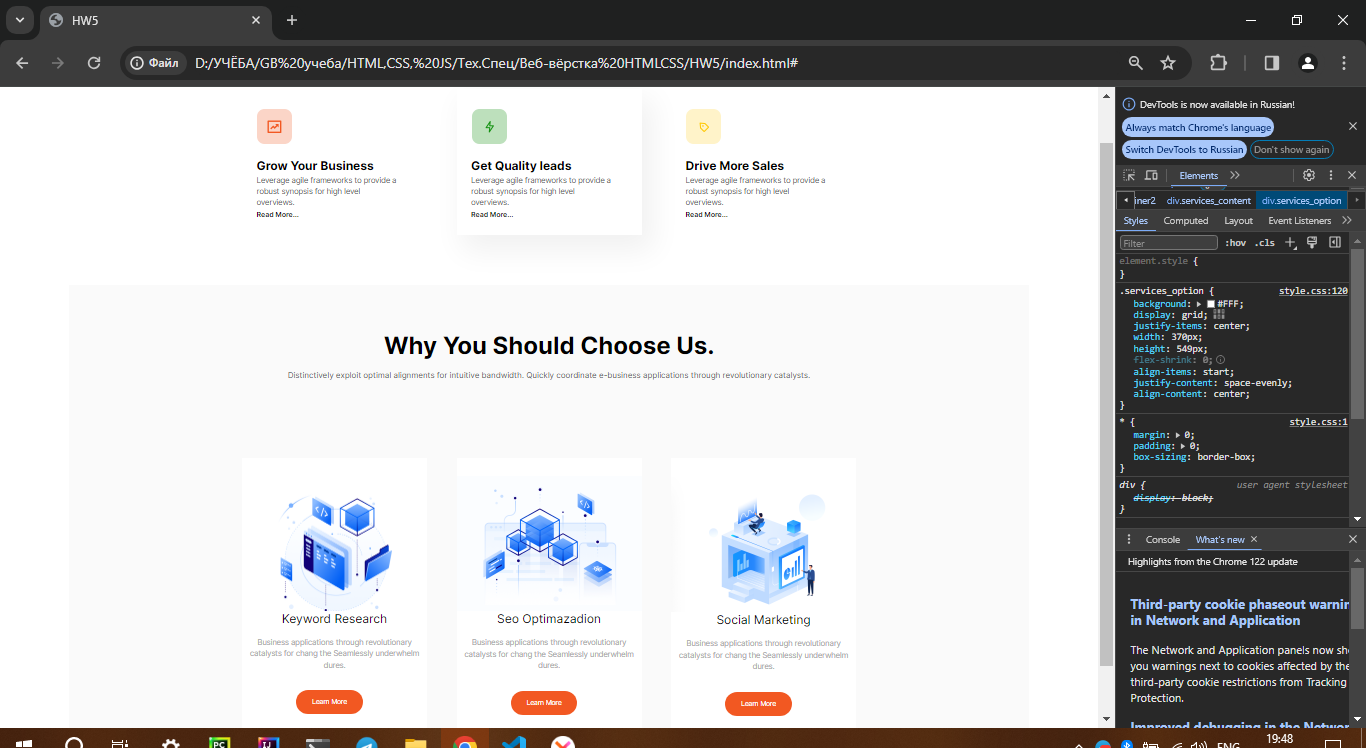 HW5
Файл
D:/УЧЁБА/GB%20учеба/HTML,CSS,%20JS/Тех.Спец/Веб-вёрстка%20HTMLCSS/HW5/index.html#
Grow Your Business
Leverage agile frameworks to provide a
robust synopsis for high level
overviews.
Read More...
Get Quality leads
Leverage agile frameworks to provide a
robust synopsis for high level
overviews.
Read More...
Drive More Sales
Leverage agile frameworks to provide a
robust synopsis for high level
overviews.
Read More...
Why You Should Choose Us.
Distinctively exploit optimal alignments for intuitive bandwidth. Quickly coordinate e-business applications through revolutionary catalysts.
Keyword Research
Business applications through revolutionary
catalysts for chang the Seamlessly underwhelm
dures.
Learn More
Seo Optimazadion
Business applications through revolutionary
catalysts for chang the Seamlessly underwhelm
dures.
Learn More
Social Marketing
Business applications through revolutionary
catalysts for chang the Seamlessly underwhelm
dures.
Learn More
DevTools is now available in Russian!
Always match Chrome's language
Switch DevTools to Russian Don't show again
Elements
iner2 div.services_content div.services_option
Styles Computed Layout Event Listeners
Filter :hov .cls
element.style {
}
.services_option { style.css:120
background: #FFF;
display: grid;
justify-items: center;
width: 370px;
height: 549px;
flex-shrink: 0;
align-items: start;
justify-content: space-evenly;
align-content: center;
}
* { style.css:1
margin: 0;
padding: 0;
box-sizing: border-box;
}
div { user agent stylesheet
display: block;
}
Console What's new
Highlights from the Chrome 122 update
Third-party cookie phaseout warnin
in Network and Application
The Network and Application panels now sh
you warnings next to cookies affected by the
third-party cookie restrictions from Tracking
Protection.
Improved debugging in the Networ
PC
IJ
ENG
19:48